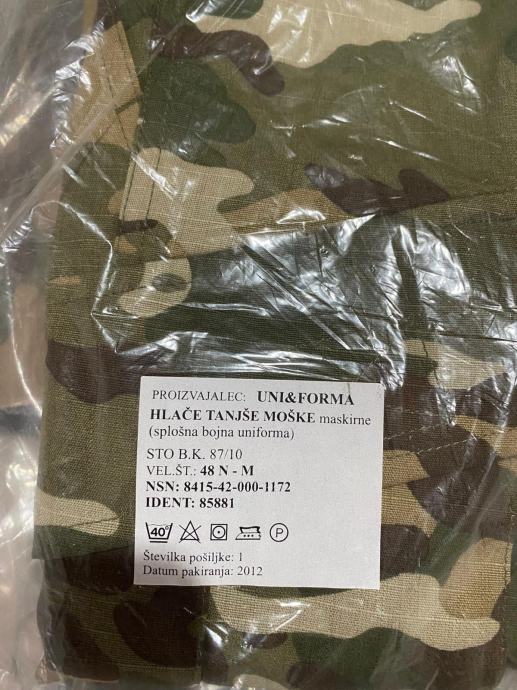 PROIZVAJALEC: UNI&FORMA
HLAČE TANJŠE MOŠKE maskirne
(splošna bojna uniforma)
STO B.K. 87/10
VEL.ŠT.: 48 N - M
NSN: 8415-42-000-1172
IDENT: 85881
40° P
Številka pošiljke: 1
Datum pakiranja: 2012